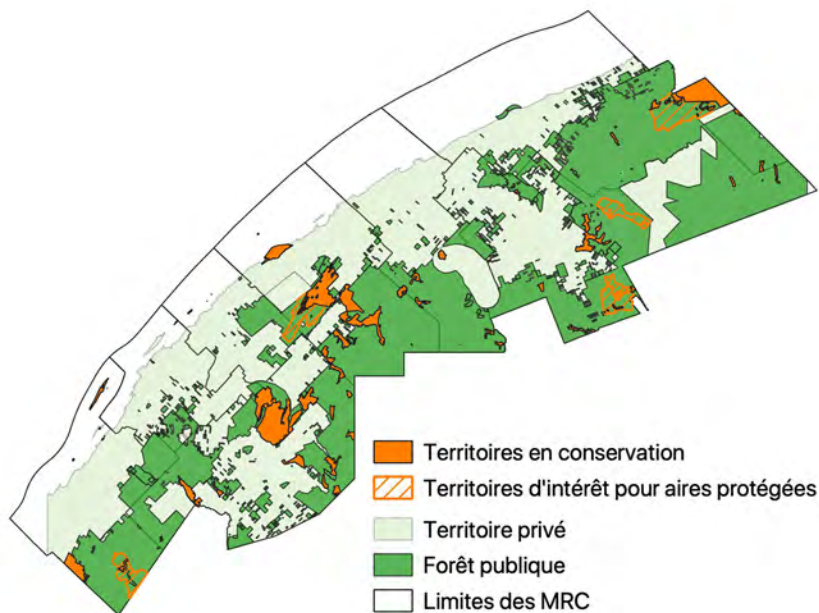 Territoires en conservation
Territoires d'intérêt pour aires protégées
Territoire privé
Forêt publique
Limites des MRC